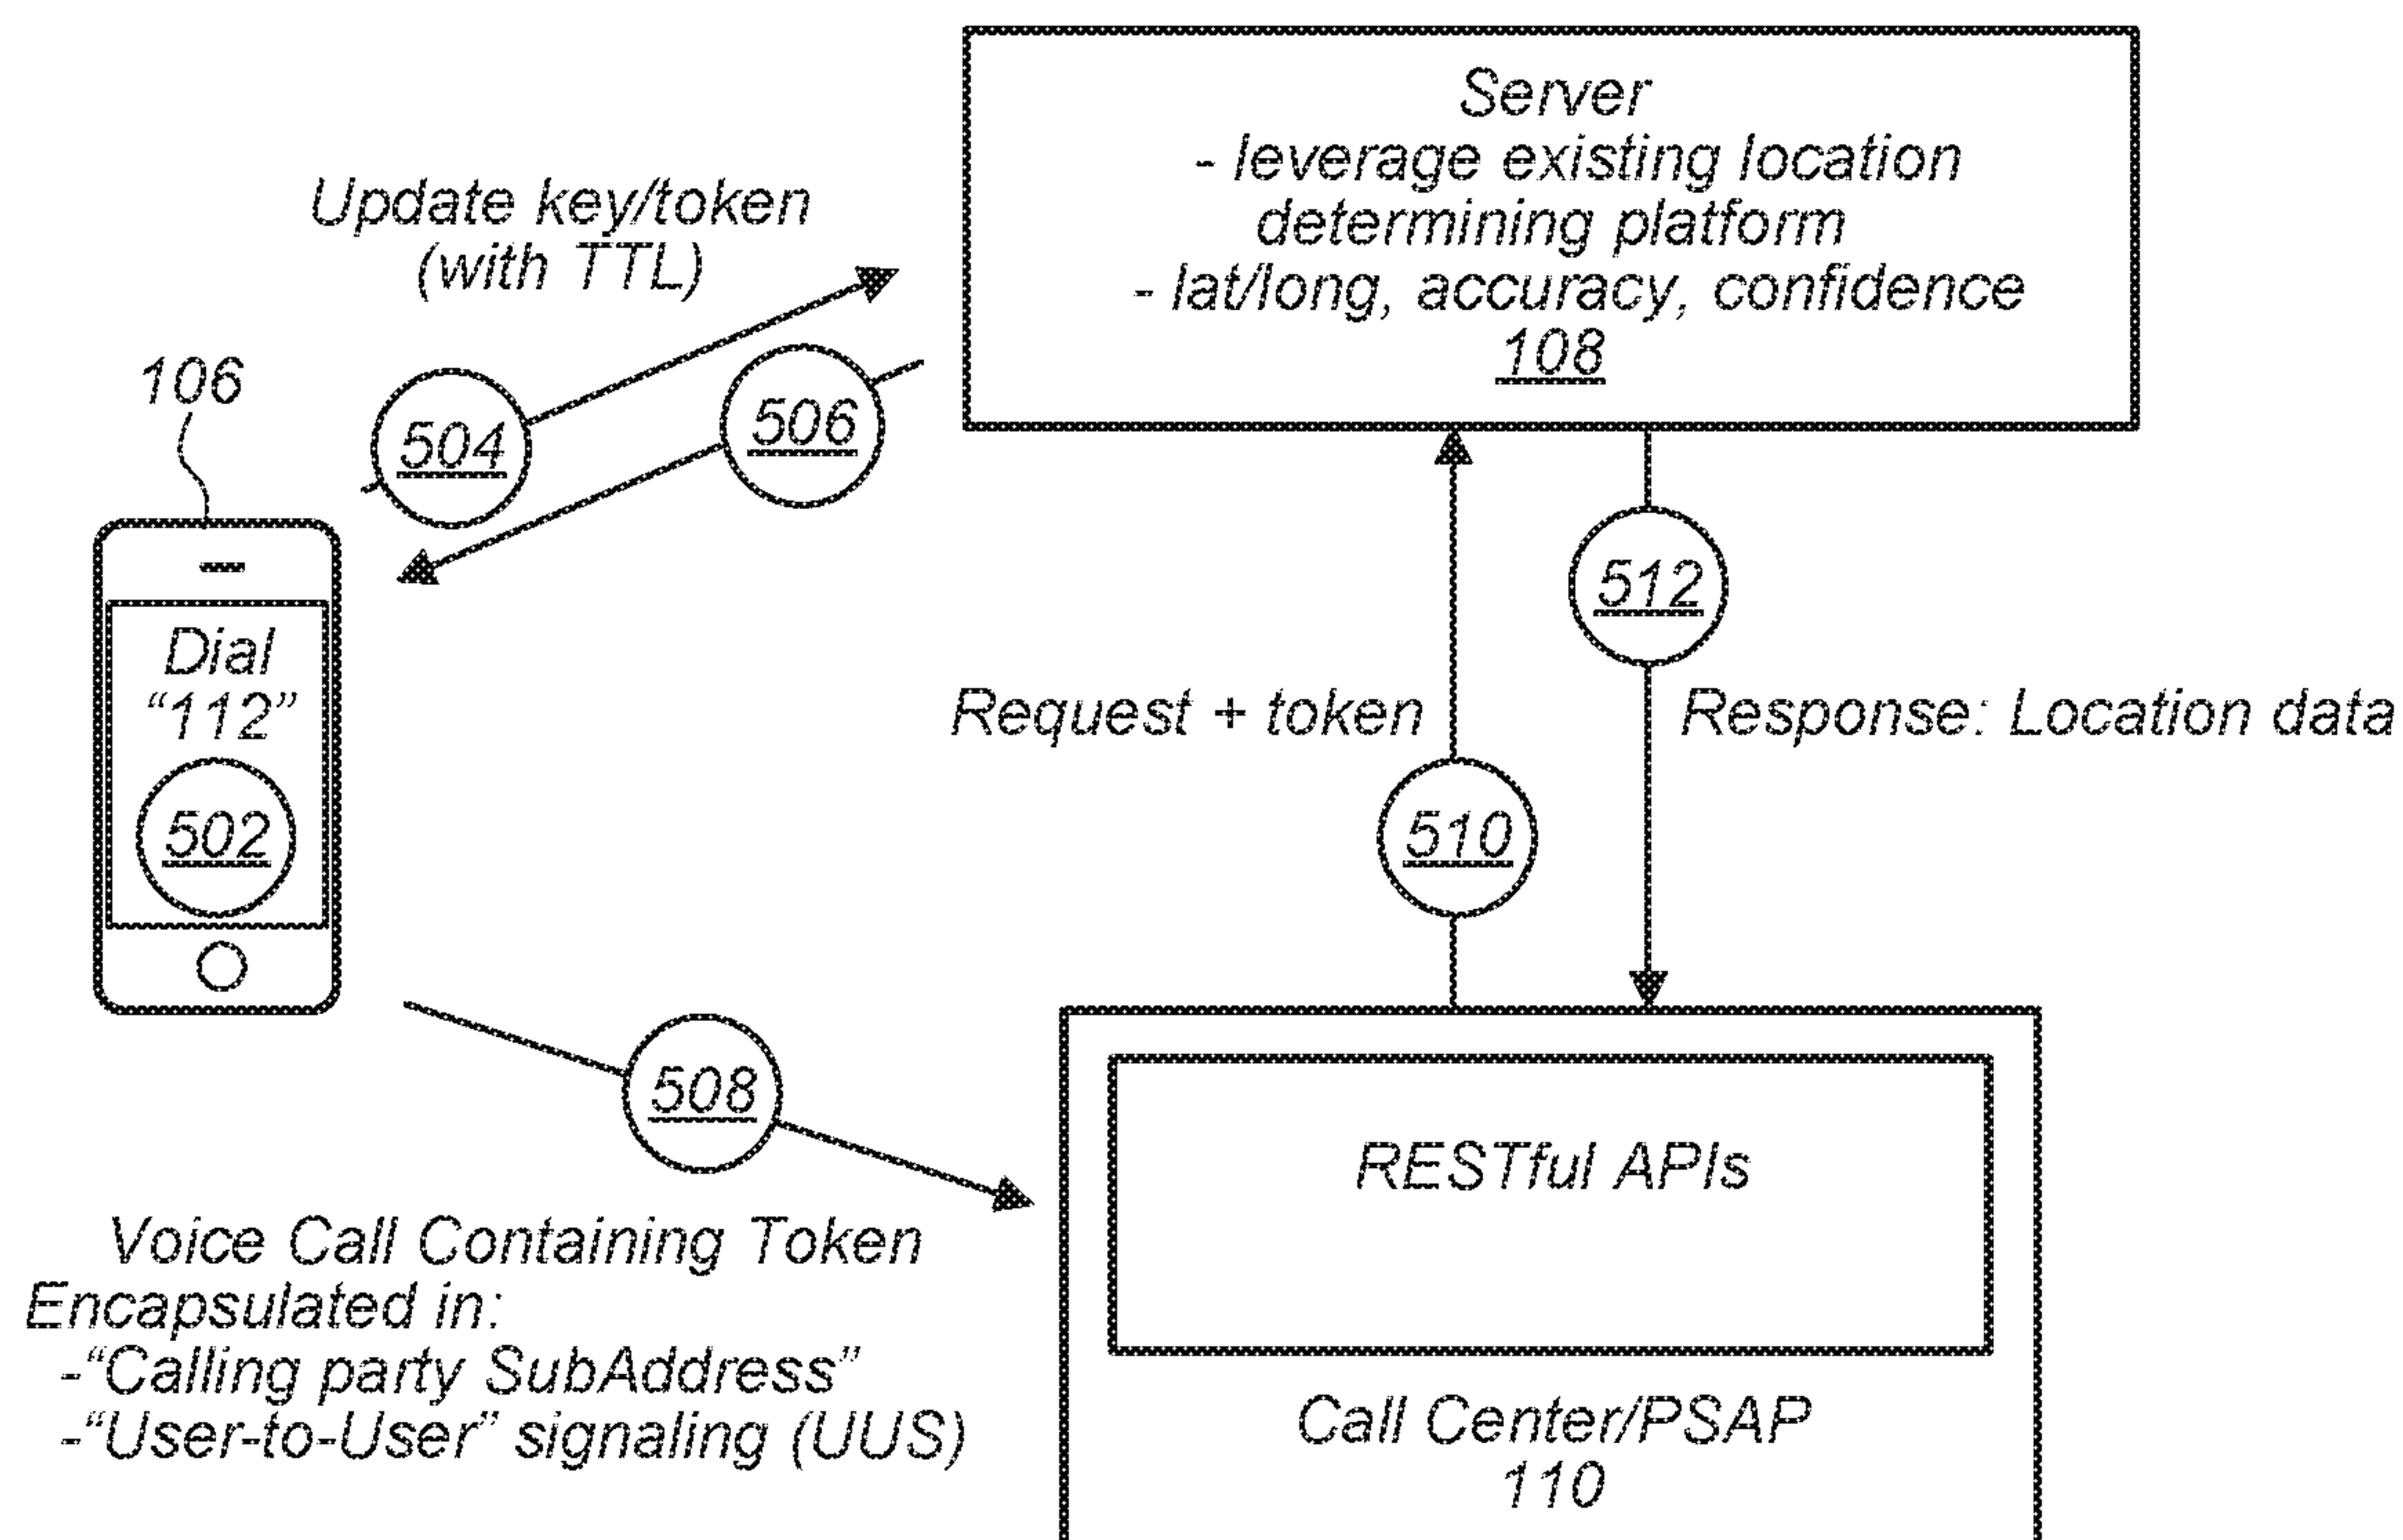 Server
- leverage existing location
determining platform
- lat/long, accuracy, confidence
108
Update key/token
(with TTL)
106
504
506
Dial
“112”
502
512
Request + token
Response: Location data
510
508
Voice Call Containing Token
Encapsulated in:
-“Calling party SubAddress”
-“User-to-User” signaling (UUS)
RESTful APIs
Call Center/PSAP
110